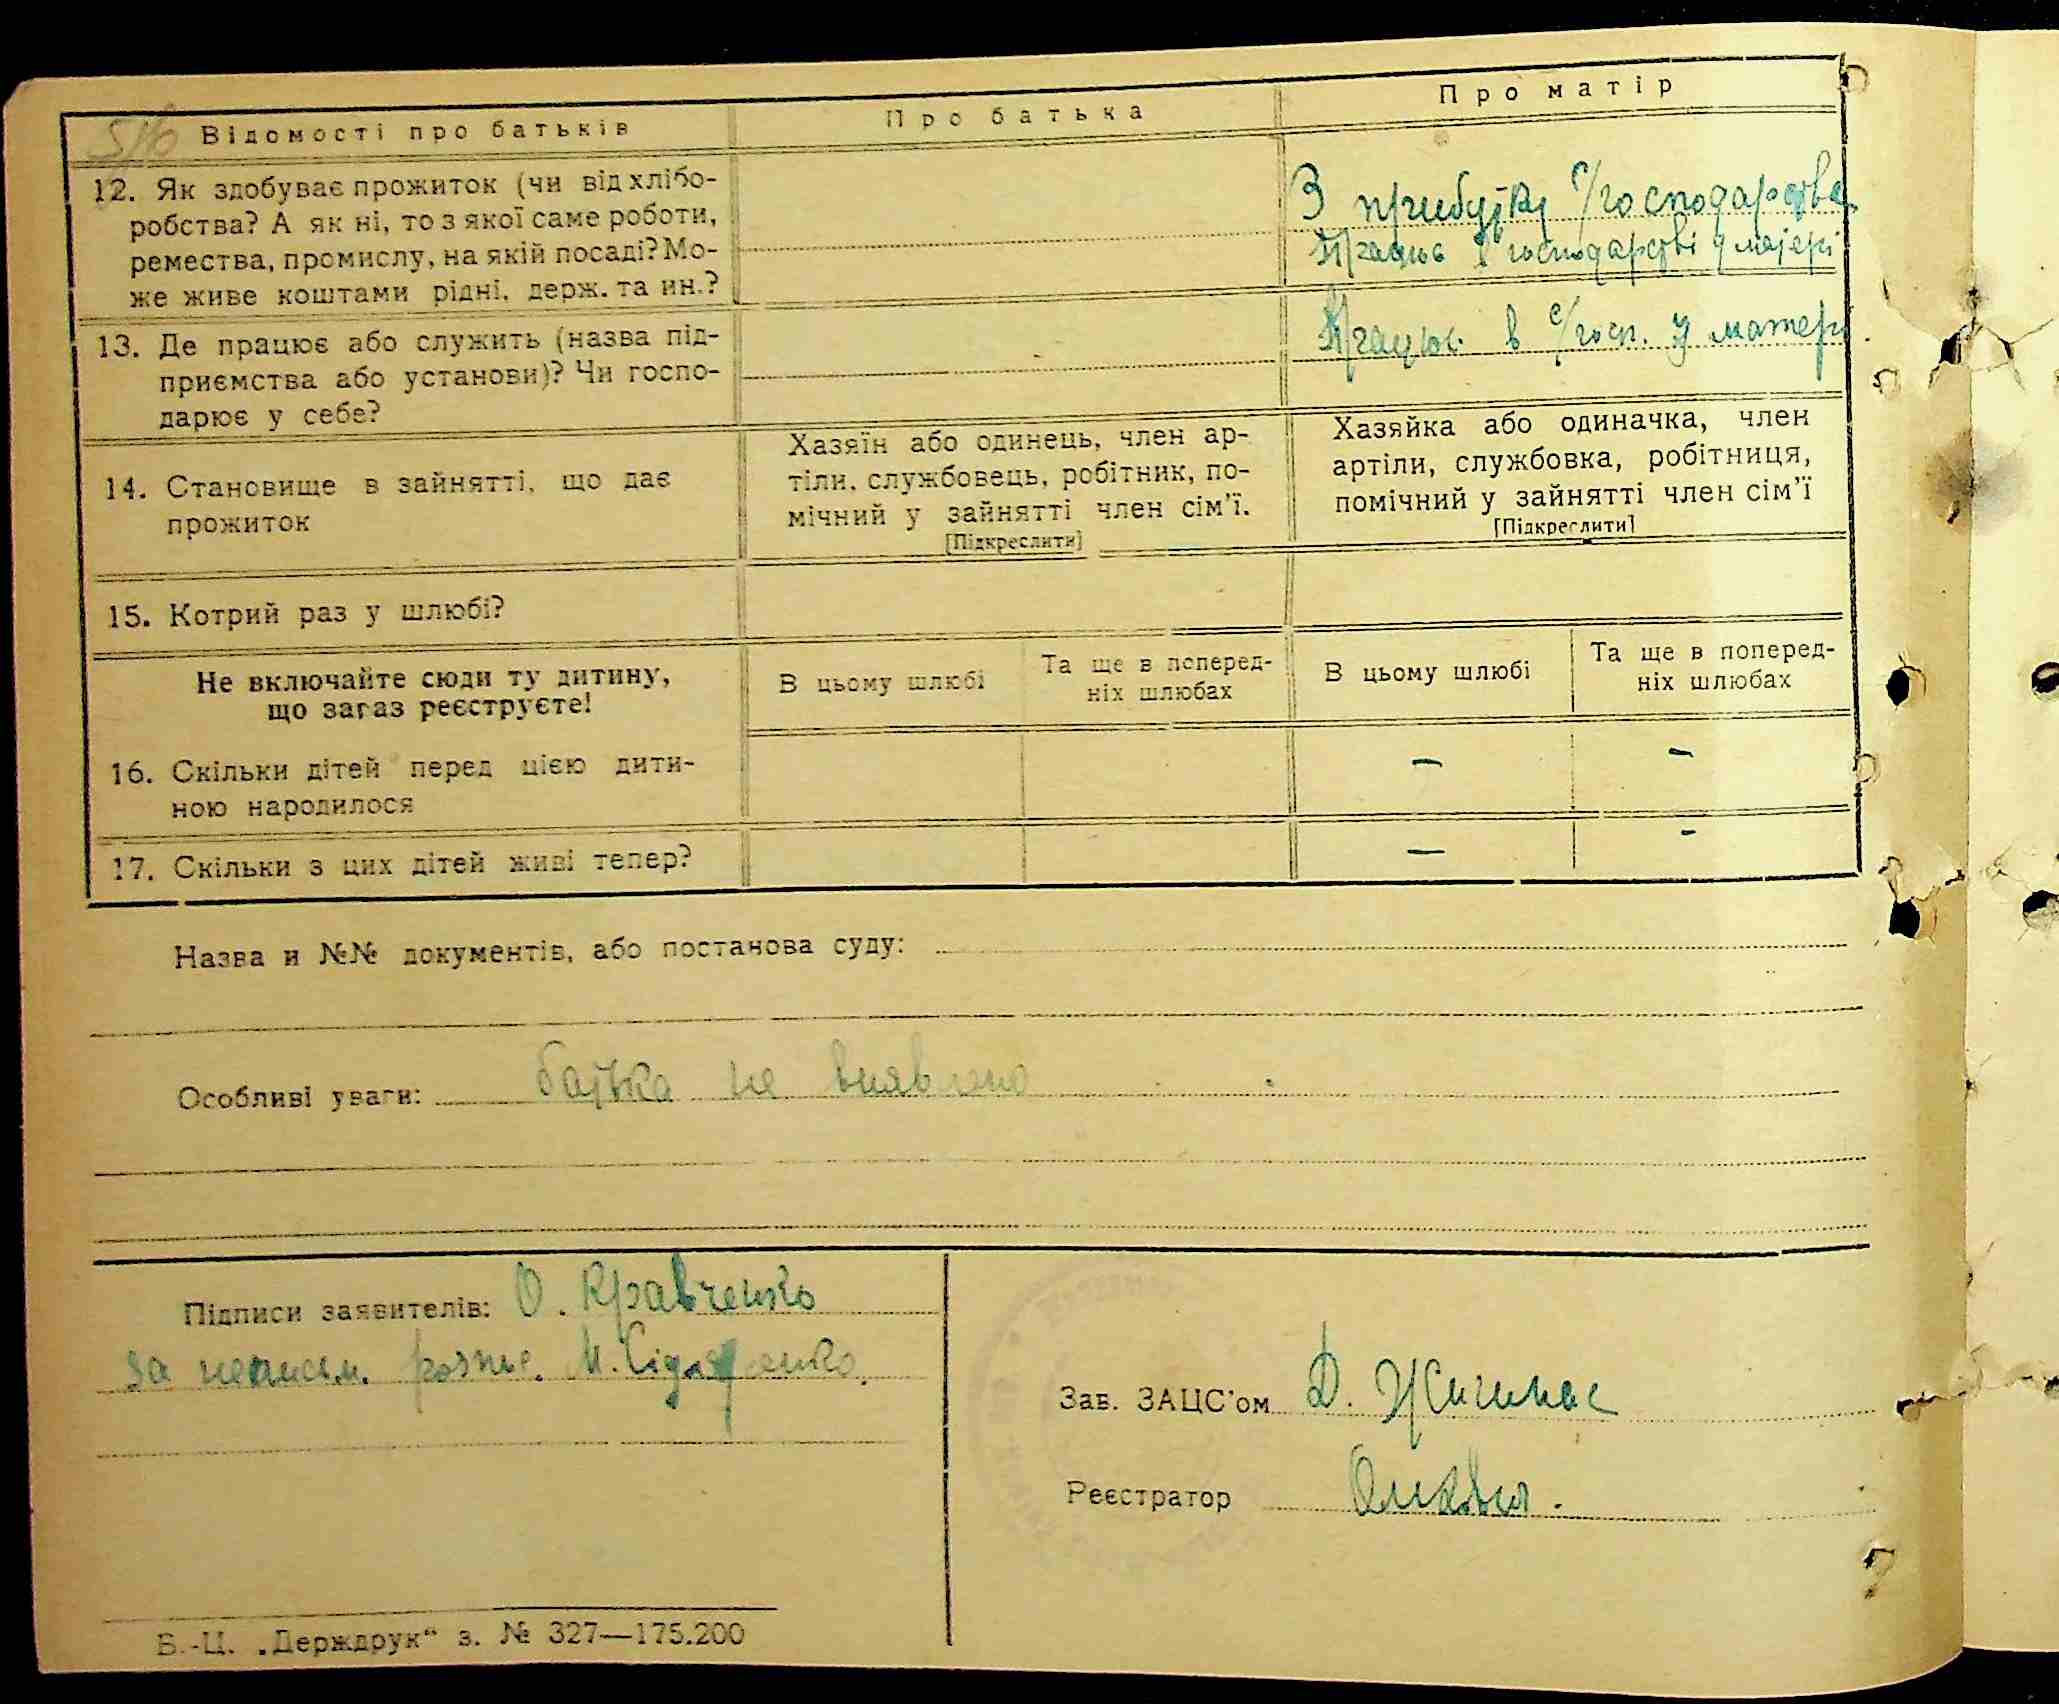 Відомості про батьків
Про батька
Про матір
12. Як здобуває прожиток (чи від хлібо-
робства? А як ні, то з якої саме роботи,
ремества, промислу, на якій посаді? Мо-
же живе коштами рідні, держ. та ин.?
З прибутку с/господарства
Працює в господарстві у матері
13. Де працює або служить (назва під-
приємства або установи)? Чи госпо-
дарює у себе?
Працює в с/госп. у матери.
14. Становище в зайнятті, що дає
прожиток
Хазяїн або одинець, член ар-
тіли, службовець, робітник, по-
мічний у зайнятті член сім'ї.
[Підкреслити]
Хазяйка або одиначка, член
артіли, службовка, робітниця,
помічний у зайнятті член сім'ї
[Підкреслити]
15. Котрий раз у шлюбі?
Не включайте сюди ту дитину,
що зараз реєструєте!
В цьому шлюбі
Та ще в поперед-
ніх шлюбах
В цьому шлюбі
Та ще в поперед-
ніх шлюбах
16. Скільки дітей перед цією дити-
ною народилося
— —
17. Скільки з цих дітей живі тепер?
— -
Назва и №№ документів, або постанова суду:
Особливі уваги: батька не виявлено
Підписи заявителів: О. Кравченко
за неписьм. розпис. М. Сидоренко.
Зав. ЗАЦС'ом Д.
Реєстратор
В.-Ц. „Держдрук" з. № 327—175.200